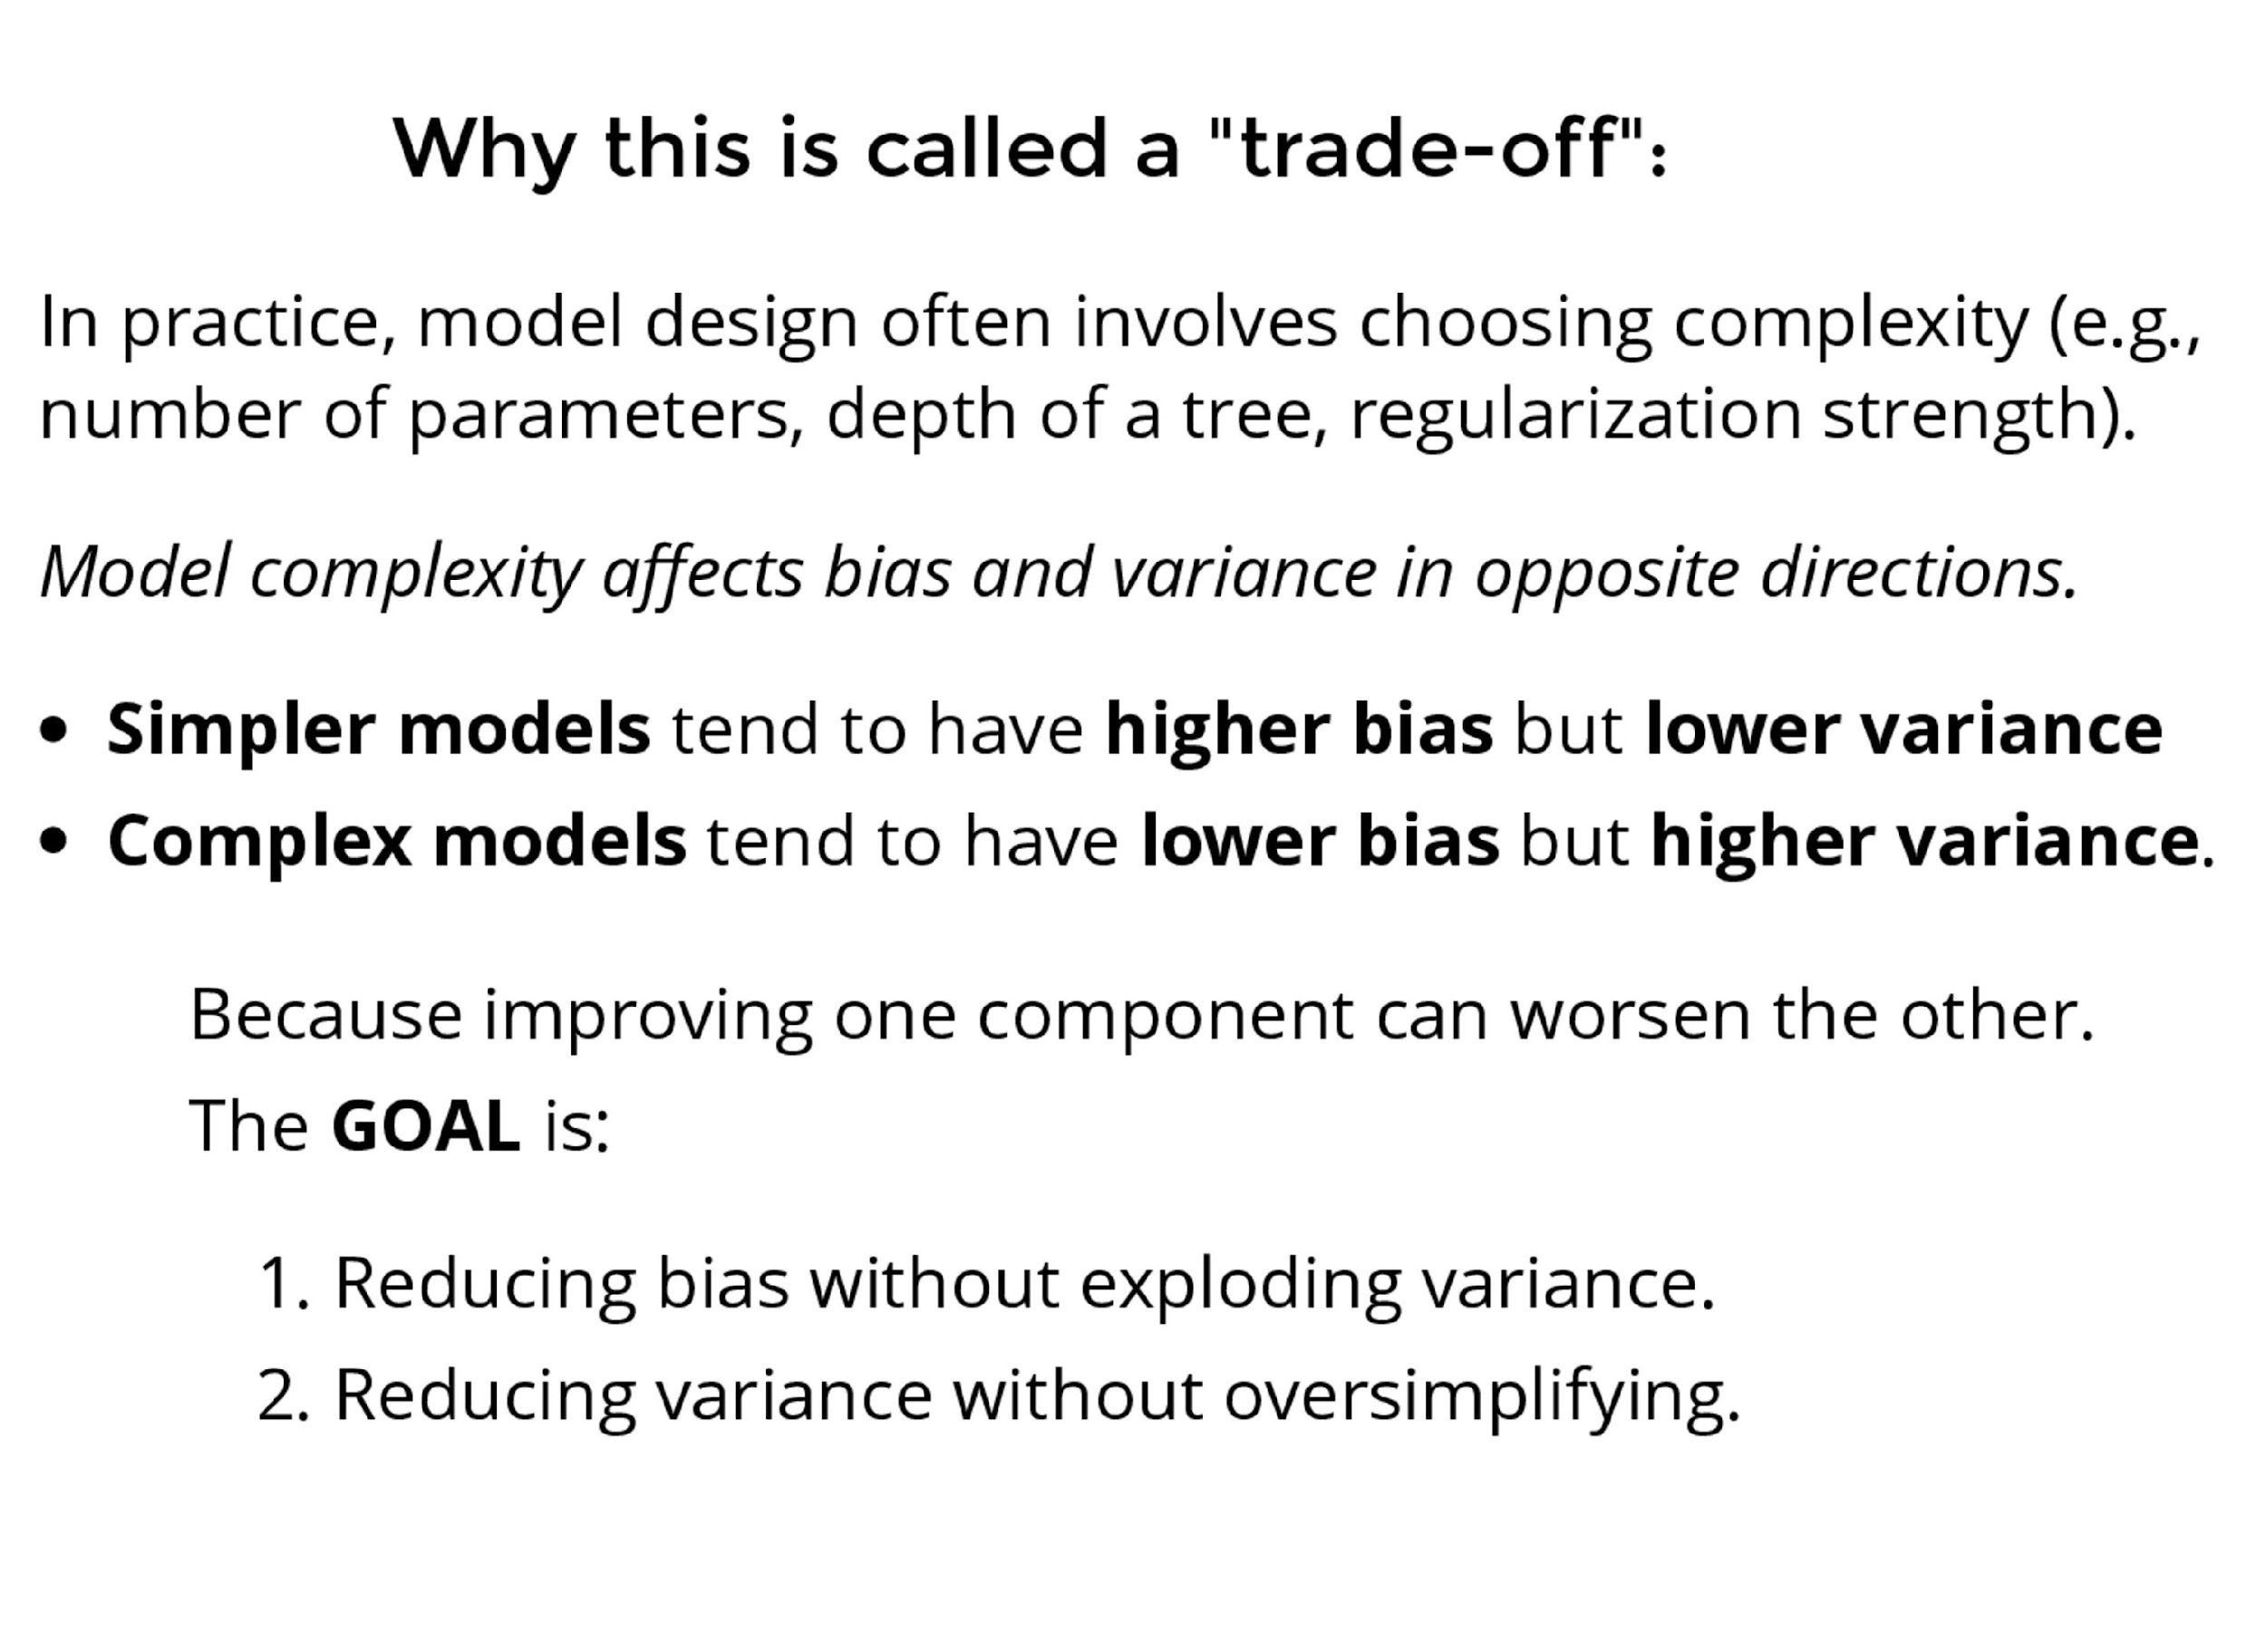 Why this is called a "trade-off":
In practice, model design often involves choosing complexity (e.g.,
number of parameters, depth of a tree, regularization strength).
Model complexity affects bias and variance in opposite directions.
• Simpler models tend to have higher bias but lower variance
• Complex models tend to have lower bias but higher variance.
Because improving one component can worsen the other.
The GOAL is:
1. Reducing bias without exploding variance.
2. Reducing variance without oversimplifying.